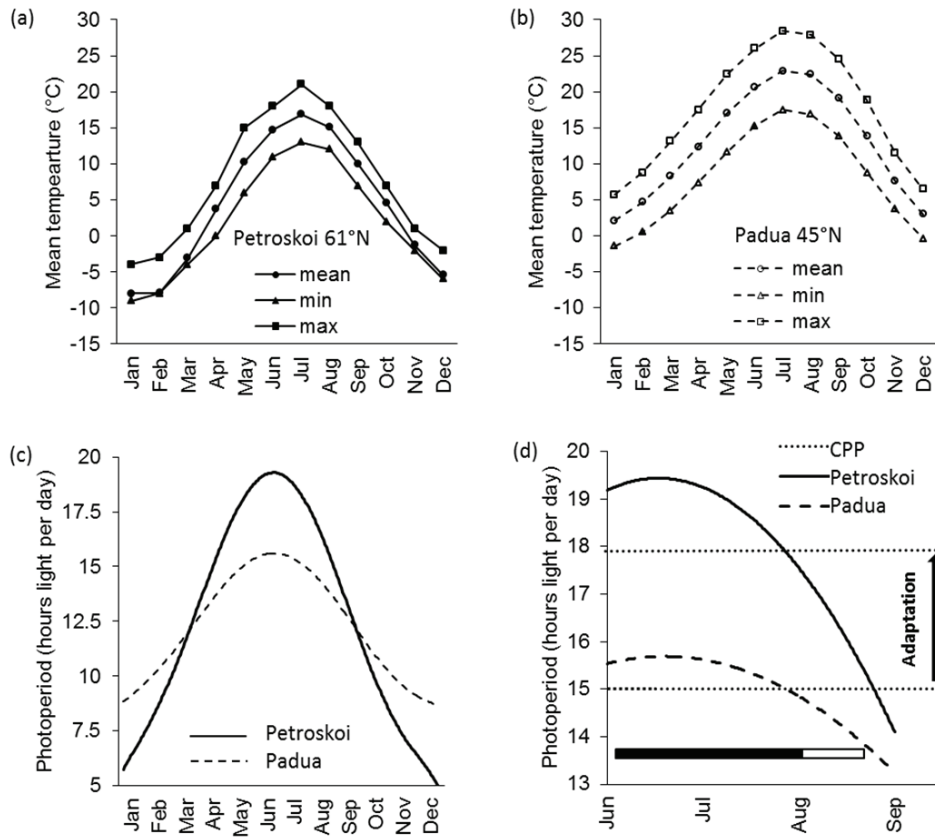 (a)
Mean tempearture (°C)
30
25
20
15
10
5
0
-5
-10
-15
Petroskoi 61°N
mean
min
max
Jan
Feb
Mar
Apr
May
Jun
Jul
Aug
Sep
Oct
Nov
Dec
(b)
Mean temperature (°C)
30
25
20
15
10
5
0
-5
-10
-15
Padua 45°N
mean
min
max
Jan
Feb
Mar
Apr
May
Jun
Jul
Aug
Sep
Oct
Nov
Dec
(c)
Photoperiod (hours light per day)
20
17.5
15
12.5
10
7.5
5
Petroskoi
Padua
Jan
Feb
Mar
Apr
May
Jun
Jul
Aug
Sep
Oct
Nov
Dec
(d)
Photoperiod (hours light per day)
20
19
18
17
16
15
14
13
CPP
Petroskoi
Padua
Adaptation
Jun
Jul
Aug
Sep